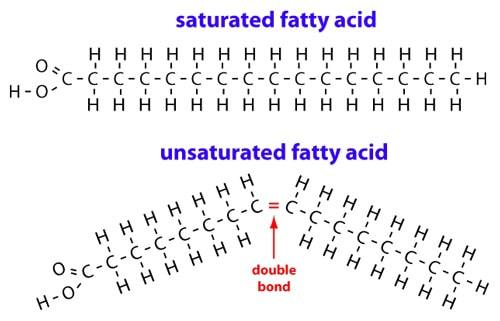 saturated fatty acid
H H H H H H H H H H H H H H H
O
C - C - C - C - C - C - C - C - C - C - C - C - C - C - C - C - H
H - O
H H H H H H H H H H H H H H H
unsaturated fatty acid
H H H H H H H H H H H H H H H
O = C - C - C - C - C - C - C - C = C - C - C - C - C - C - C - C - H
H - O
H H H H H H H H H H H H H
double
bond